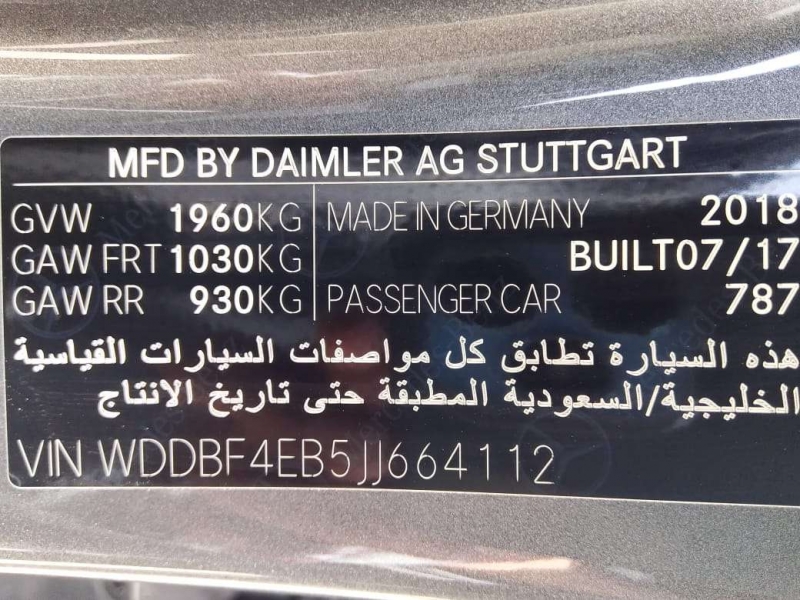 MFD BY DAIMLER AG STUTTGART
GVW 1960KG MADE IN GERMANY 2018
GAW FRT 1030KG BUILT07/17
GAW RR 930KG PASSENGER CAR 787
هذه السيارة تطابق كل مواصفات السيارات القياسية
الخليجية/السعودية المطبقة حتى تاريخ الانتاج
VIN WDDBF4EB5JJ664112